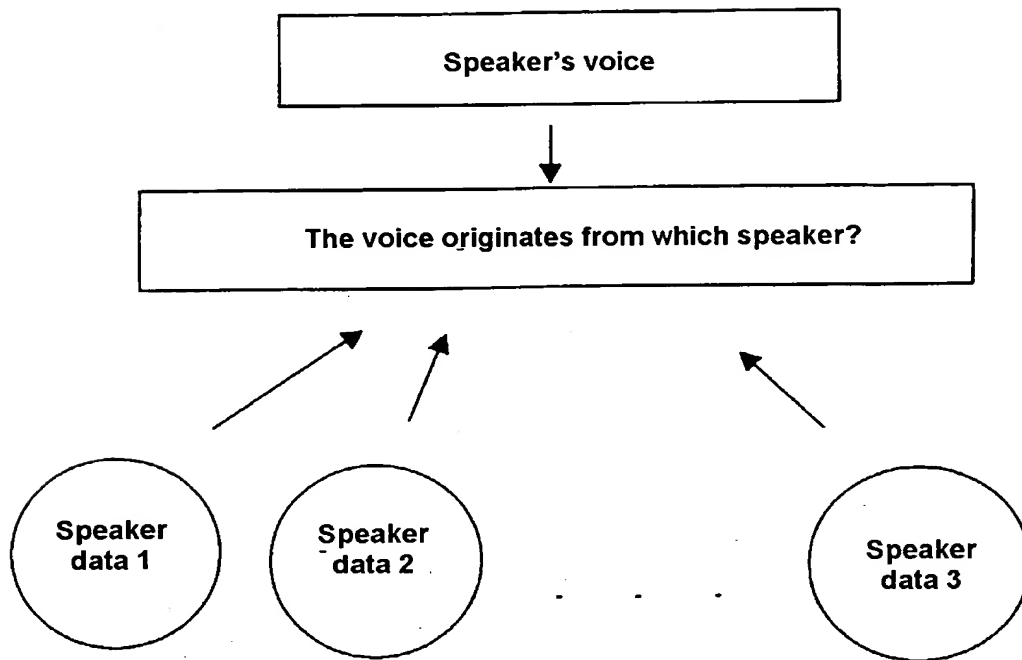 Speaker's voice
The voice originates from which speaker?
Speaker
data 1
Speaker
data 2
Speaker
data 3